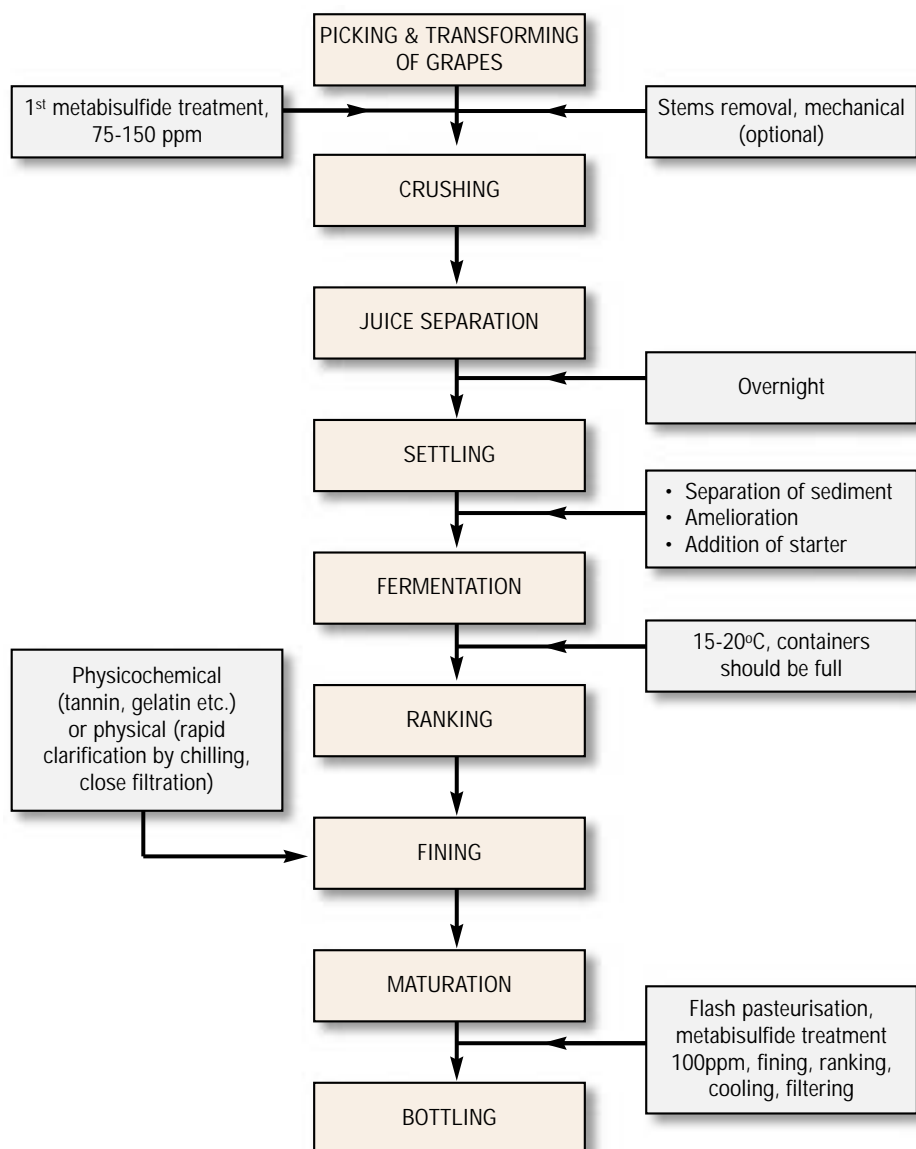 PICKING & TRANSFORMING
OF GRAPES
1st metabisulfide treatment,
75-150 ppm
Stems removal, mechanical
(optional)
CRUSHING
JUICE SEPARATION
Overnight
SETTLING
• Separation of sediment
• Amelioration
• Addition of starter
FERMENTATION
15-20ºC, containers
should be full
Physicochemical
(tannin, gelatin etc.)
or physical (rapid
clarification by chilling,
close filtration)
RANKING
FINING
MATURATION
Flash pasteurisation,
metabisulfide treatment
100ppm, fining, ranking,
cooling, filtering
BOTTLING